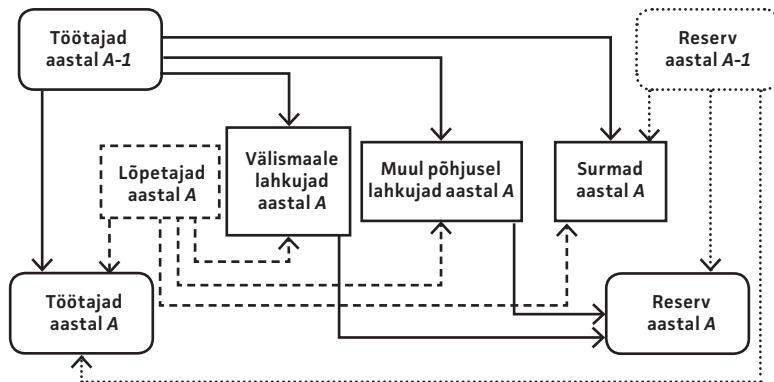 Töötajad
aastal A-1
Reserv
aastal A-1
Lõpetajad
aastal A
Välismaale
lahkujad
aastal A
Muul põhjusel
lahkujad aastal A
Surmad
aastal A
Töötajad
aastal A
Reserv
aastal A